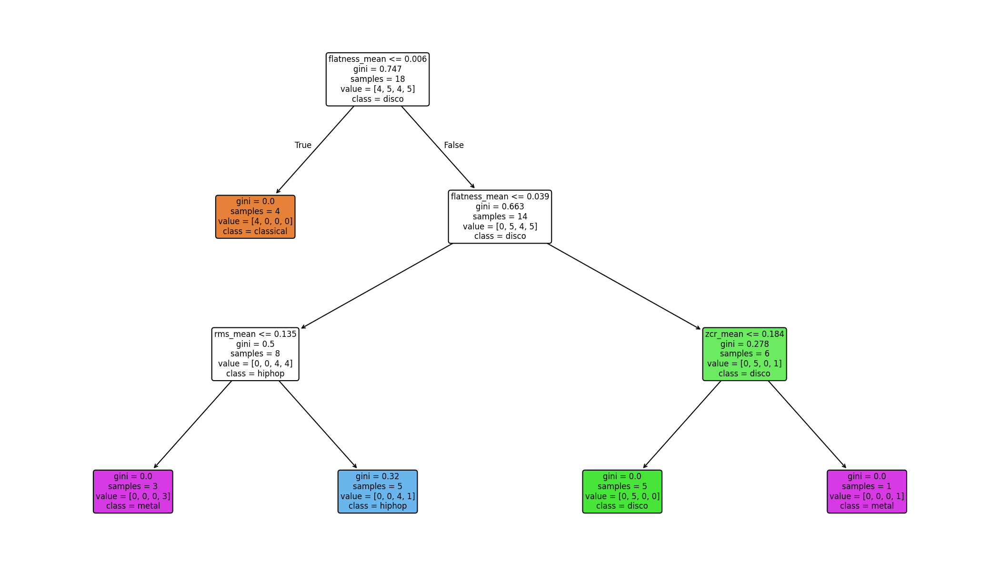 flatness_mean <= 0.006
gini = 0.747
samples = 18
value = [4, 5, 4, 5]
class = disco
True
False
gini = 0.0
samples = 4
value = [4, 0, 0, 0]
class = classical
flatness_mean <= 0.039
gini = 0.663
samples = 14
value = [0, 5, 4, 5]
class = disco
rms_mean <= 0.135
gini = 0.5
samples = 8
value = [0, 0, 4, 4]
class = hiphop
zcr_mean <= 0.184
gini = 0.278
samples = 6
value = [0, 5, 0, 1]
class = disco
gini = 0.0
samples = 3
value = [0, 0, 0, 3]
class = metal
gini = 0.32
samples = 5
value = [0, 0, 4, 1]
class = hiphop
gini = 0.0
samples = 5
value = [0, 5, 0, 0]
class = disco
gini = 0.0
samples = 1
value = [0, 0, 0, 1]
class = metal